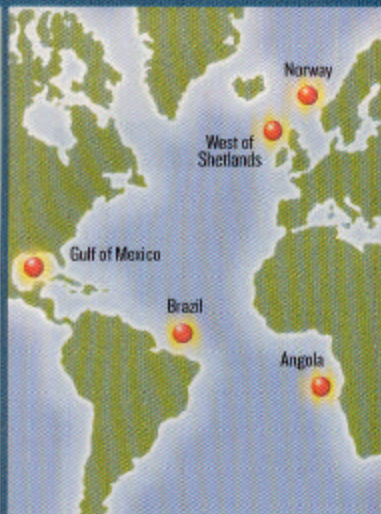 Norway
West of
Shetlands
Gulf of Mexico
Brazil
Angola